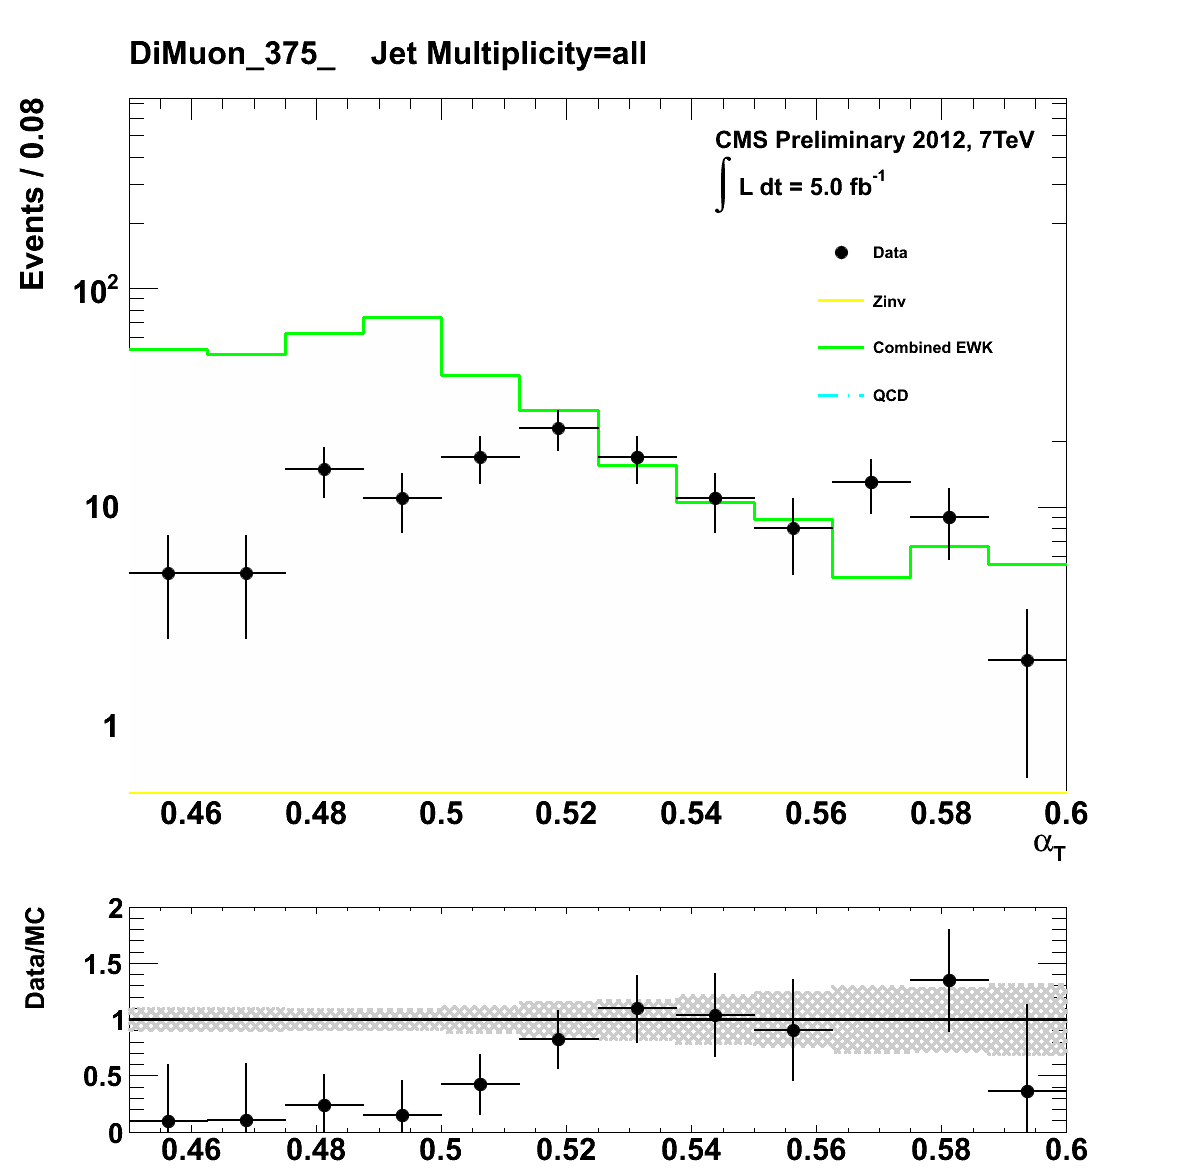 DiMuon_375_ Jet Multiplicity=all
Events / 0.08
CMS Preliminary 2012, 7TeV
∫ L dt = 5.0 fb⁻¹
Data
Zinv
Combined EWK
QCD
10²
10
1
0.46 0.48 0.5 0.52 0.54 0.56 0.58 0.6
α_T
Data/MC
2
1.5
1
0.5
0
0.46 0.48 0.5 0.52 0.54 0.56 0.58 0.6